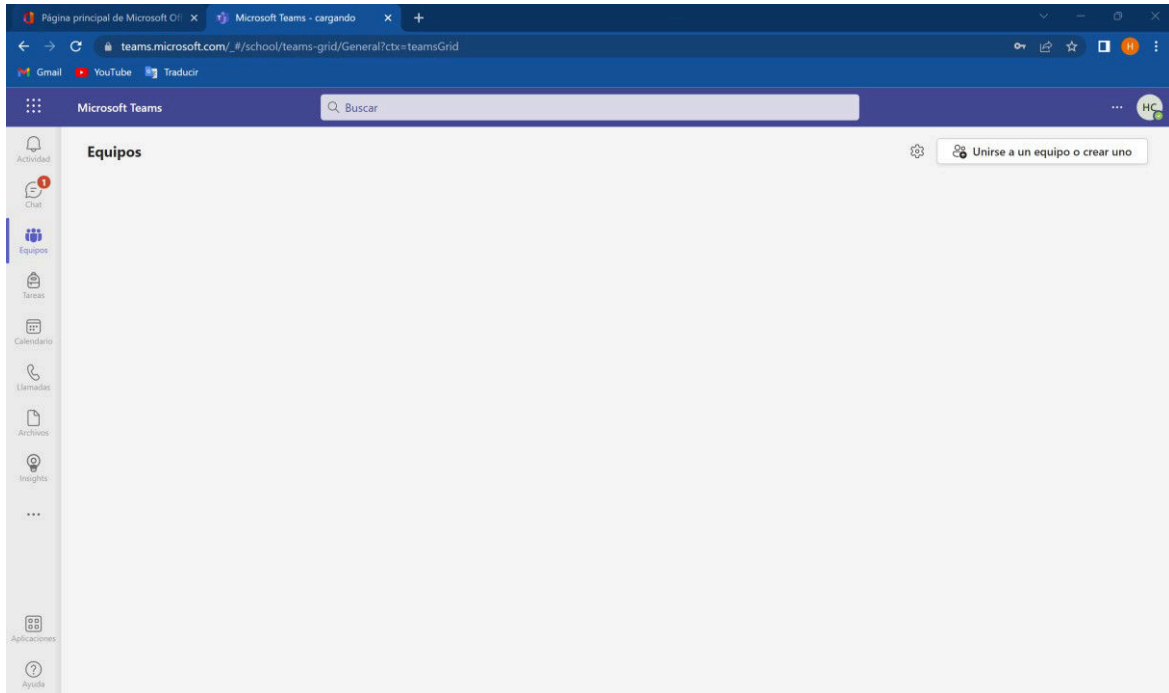 Página principal de Microsoft Of
Microsoft Teams - cargando
teams.microsoft.com/_#/school/teams-grid/General?ctx=teamsGrid
H
Gmail
YouTube
Traducir
Microsoft Teams
Buscar
HC
Actividad
Equipos
Unirse a un equipo o crear uno
1
Chat
Equipos
Tareas
Calendario
Llamadas
Archivos
Insights
Aplicaciones
Ayuda